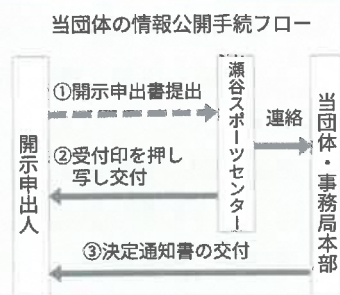 当団体の情報公開手続フロー
①開示申出書提出
瀬谷スポーツセンター
連絡
当団体・事務局本部
開示申出人
②受付印を押し
写し交付
③決定通知書の交付